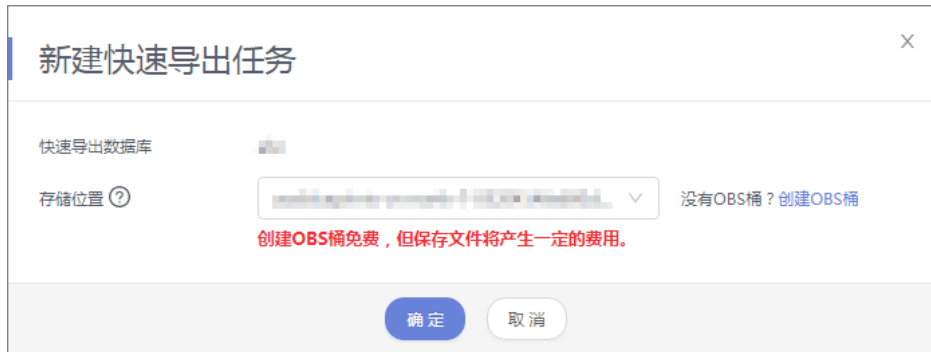 新建快速导出任务
快速导出数据库
存储位置 ? 没有OBS桶？创建OBS桶
创建OBS桶免费，但保存文件将产生一定的费用。
确定 取消